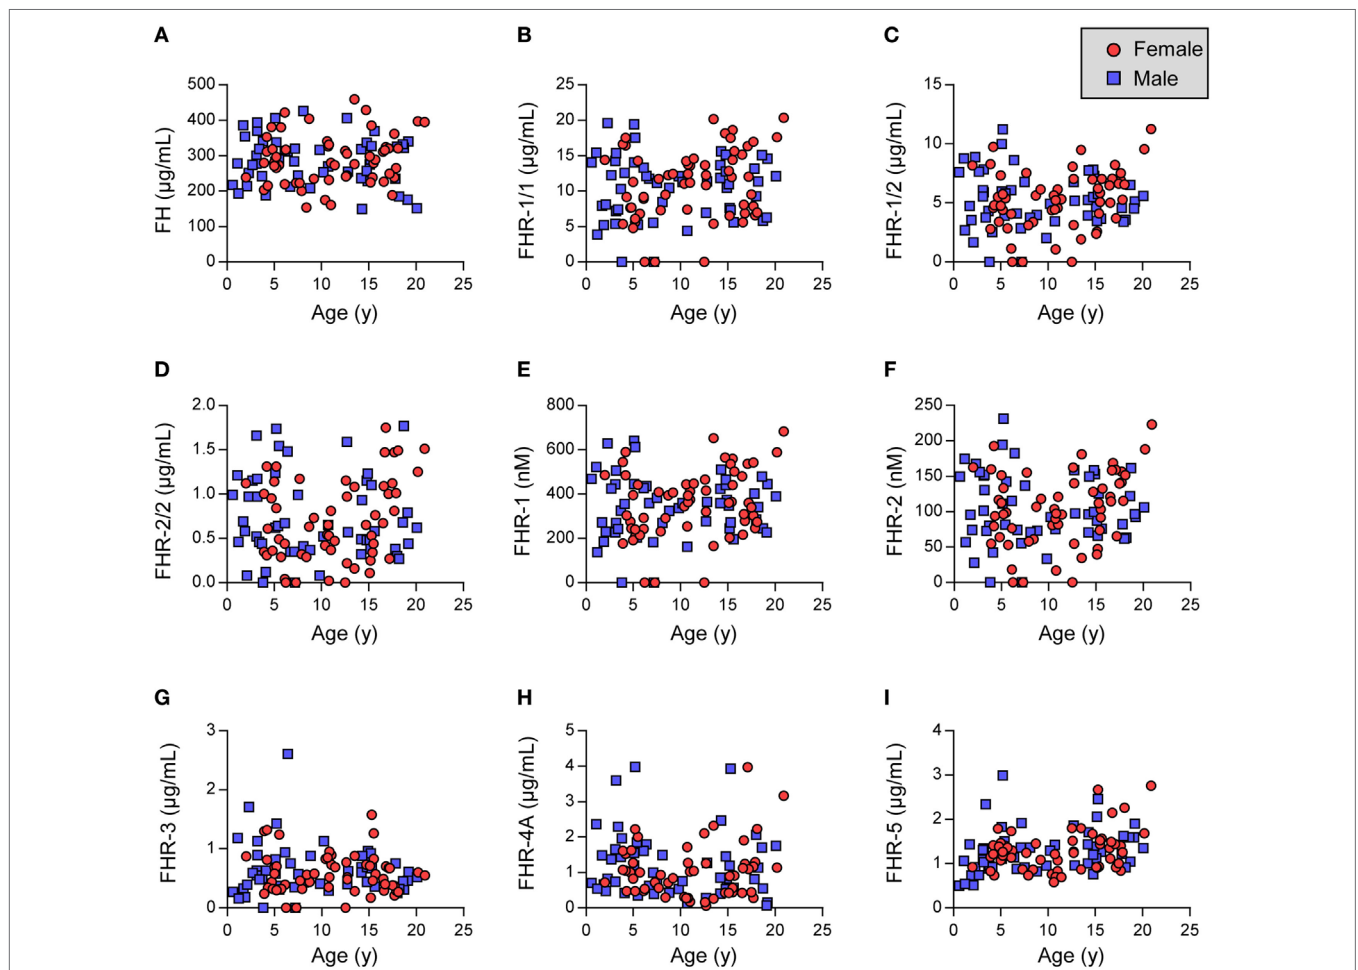 A
B
C
Female
Male
500
400
300
200
100
0
FH (µg/mL)
0 5 10 15 20 25
Age (y)
25
20
15
10
5
0
FHR-1/1 (µg/mL)
0 5 10 15 20 25
Age (y)
15
10
5
0
FHR-1/2 (µg/mL)
0 5 10 15 20 25
Age (y)
D
E
F
2.0
1.5
1.0
0.5
0.0
FHR-2/2 (µg/mL)
0 5 10 15 20 25
Age (y)
800
600
400
200
0
FHR-1 (nM)
0 5 10 15 20 25
Age (y)
250
200
150
100
50
0
FHR-2 (nM)
0 5 10 15 20 25
Age (y)
G
H
I
3
2
1
0
FHR-3 (µg/mL)
0 5 10 15 20 25
Age (y)
5
4
3
2
1
0
FHR-4A (µg/mL)
0 5 10 15 20 25
Age (y)
4
3
2
1
0
FHR-5 (µg/mL)
0 5 10 15 20 25
Age (y)